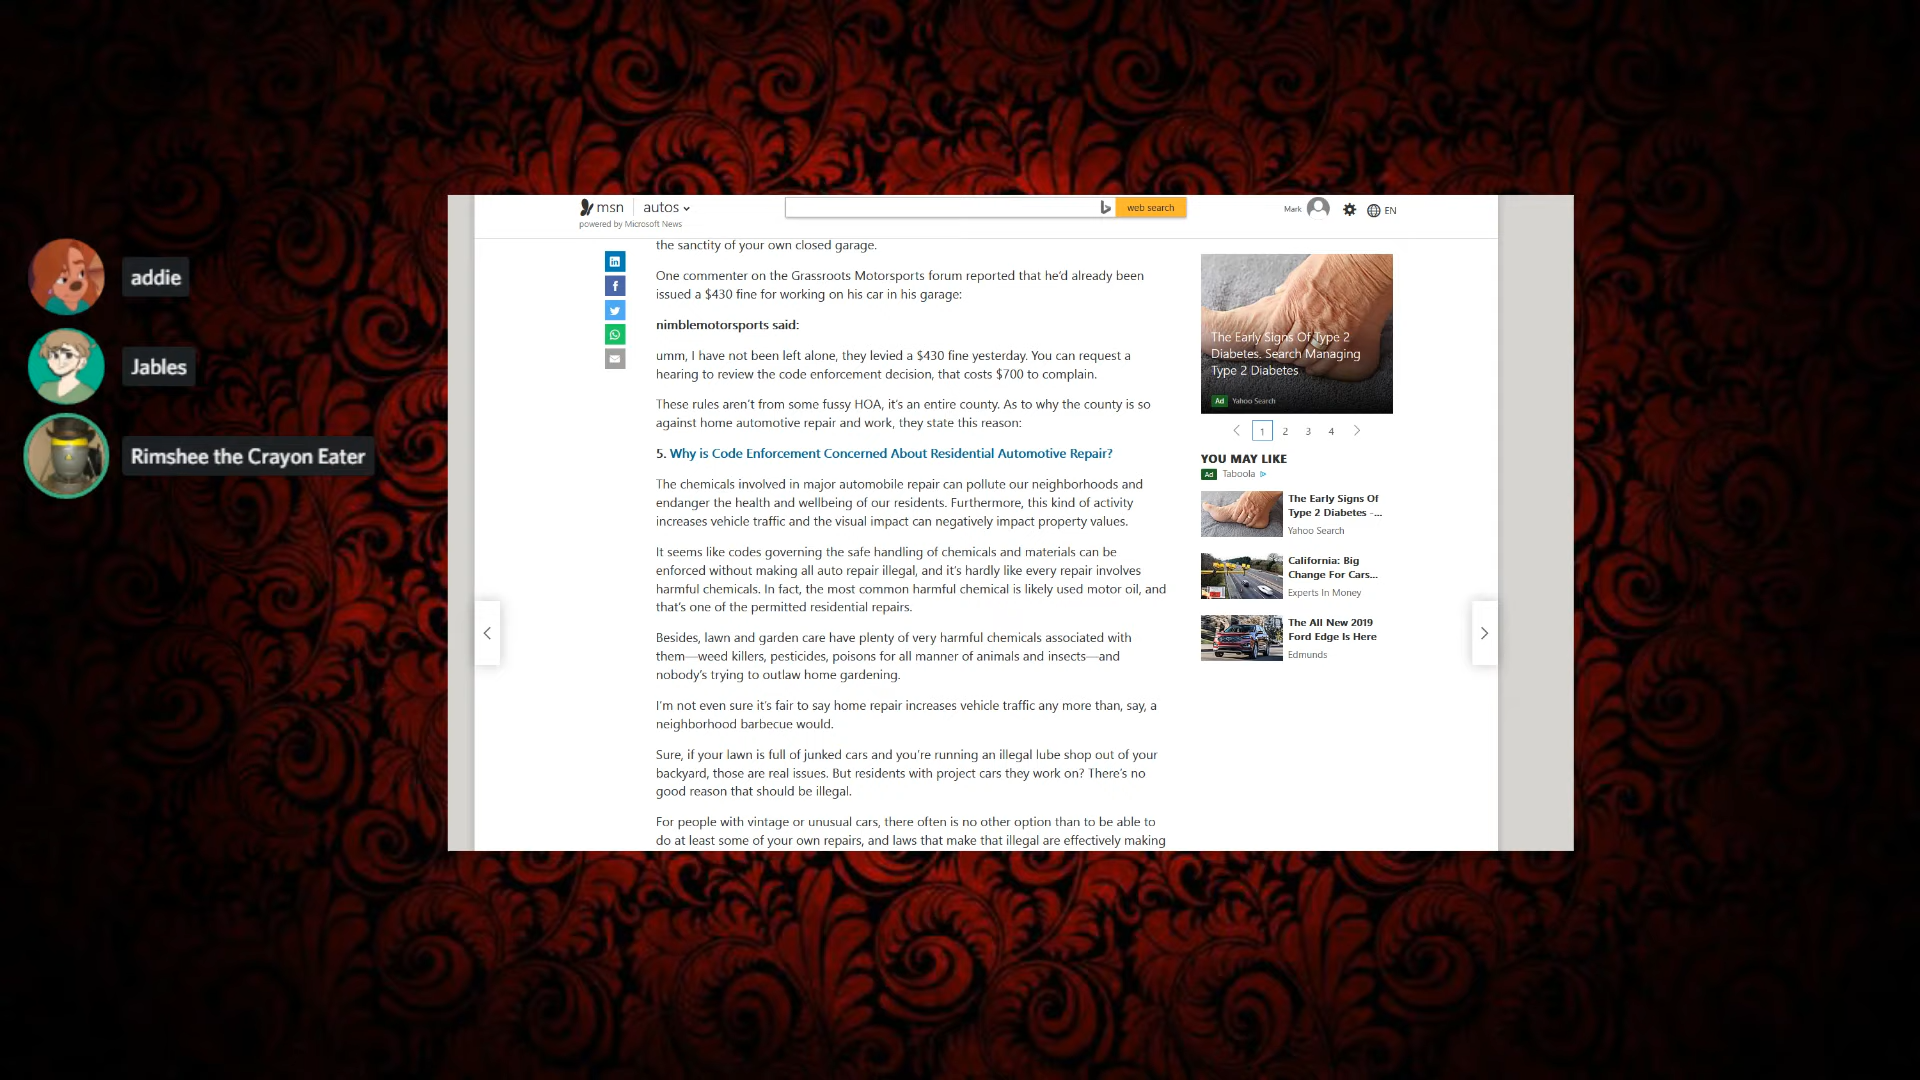 msn
autos
web search
Mark
EN
powered by Microsoft News
addie
Jables
Rimshee the Crayon Eater
the sanctity of your own closed garage.
One commenter on the Grassroots Motorsports forum reported that he'd already been
issued a $430 fine for working on his car in his garage:
nimblemotorsports said:
umm, I have not been left alone, they levied a $430 fine yesterday. You can request a
hearing to review the code enforcement decision, that costs $700 to complain.
These rules aren't from some fussy HOA, it's an entire county. As to why the county is so
against home automotive repair and work, they state this reason:
5. Why is Code Enforcement Concerned About Residential Automotive Repair?
The chemicals involved in major automobile repair can pollute our neighborhoods and
endanger the health and wellbeing of our residents. Furthermore, this kind of activity
increases vehicle traffic and the visual impact can negatively impact property values.
It seems like codes governing the safe handling of chemicals and materials can be
enforced without making all auto repair illegal, and it's hardly like every repair involves
harmful chemicals. In fact, the most common harmful chemical is likely used motor oil, and
that's one of the permitted residential repairs.
Besides, lawn and garden care have plenty of very harmful chemicals associated with
them—weed killers, pesticides, poisons for all manner of animals and insects—and
nobody's trying to outlaw home gardening.
I'm not even sure it's fair to say home repair increases vehicle traffic any more than, say, a
neighborhood barbecue would.
Sure, if your lawn is full of junked cars and you're running an illegal lube shop out of your
backyard, those are real issues. But residents with project cars they work on? There's no
good reason that should be illegal.
For people with vintage or unusual cars, there often is no other option than to be able to
do at least some of your own repairs, and laws that make that illegal are effectively making
The Early Signs Of Type 2
Diabetes. Search Managing
Type 2 Diabetes
Ad Yahoo Search
1 2 3 4
YOU MAY LIKE
Ad Taboola
The Early Signs Of
Type 2 Diabetes -...
Yahoo Search
California: Big
Change For Cars...
Experts In Money
The All New 2019
Ford Edge Is Here
Edmunds